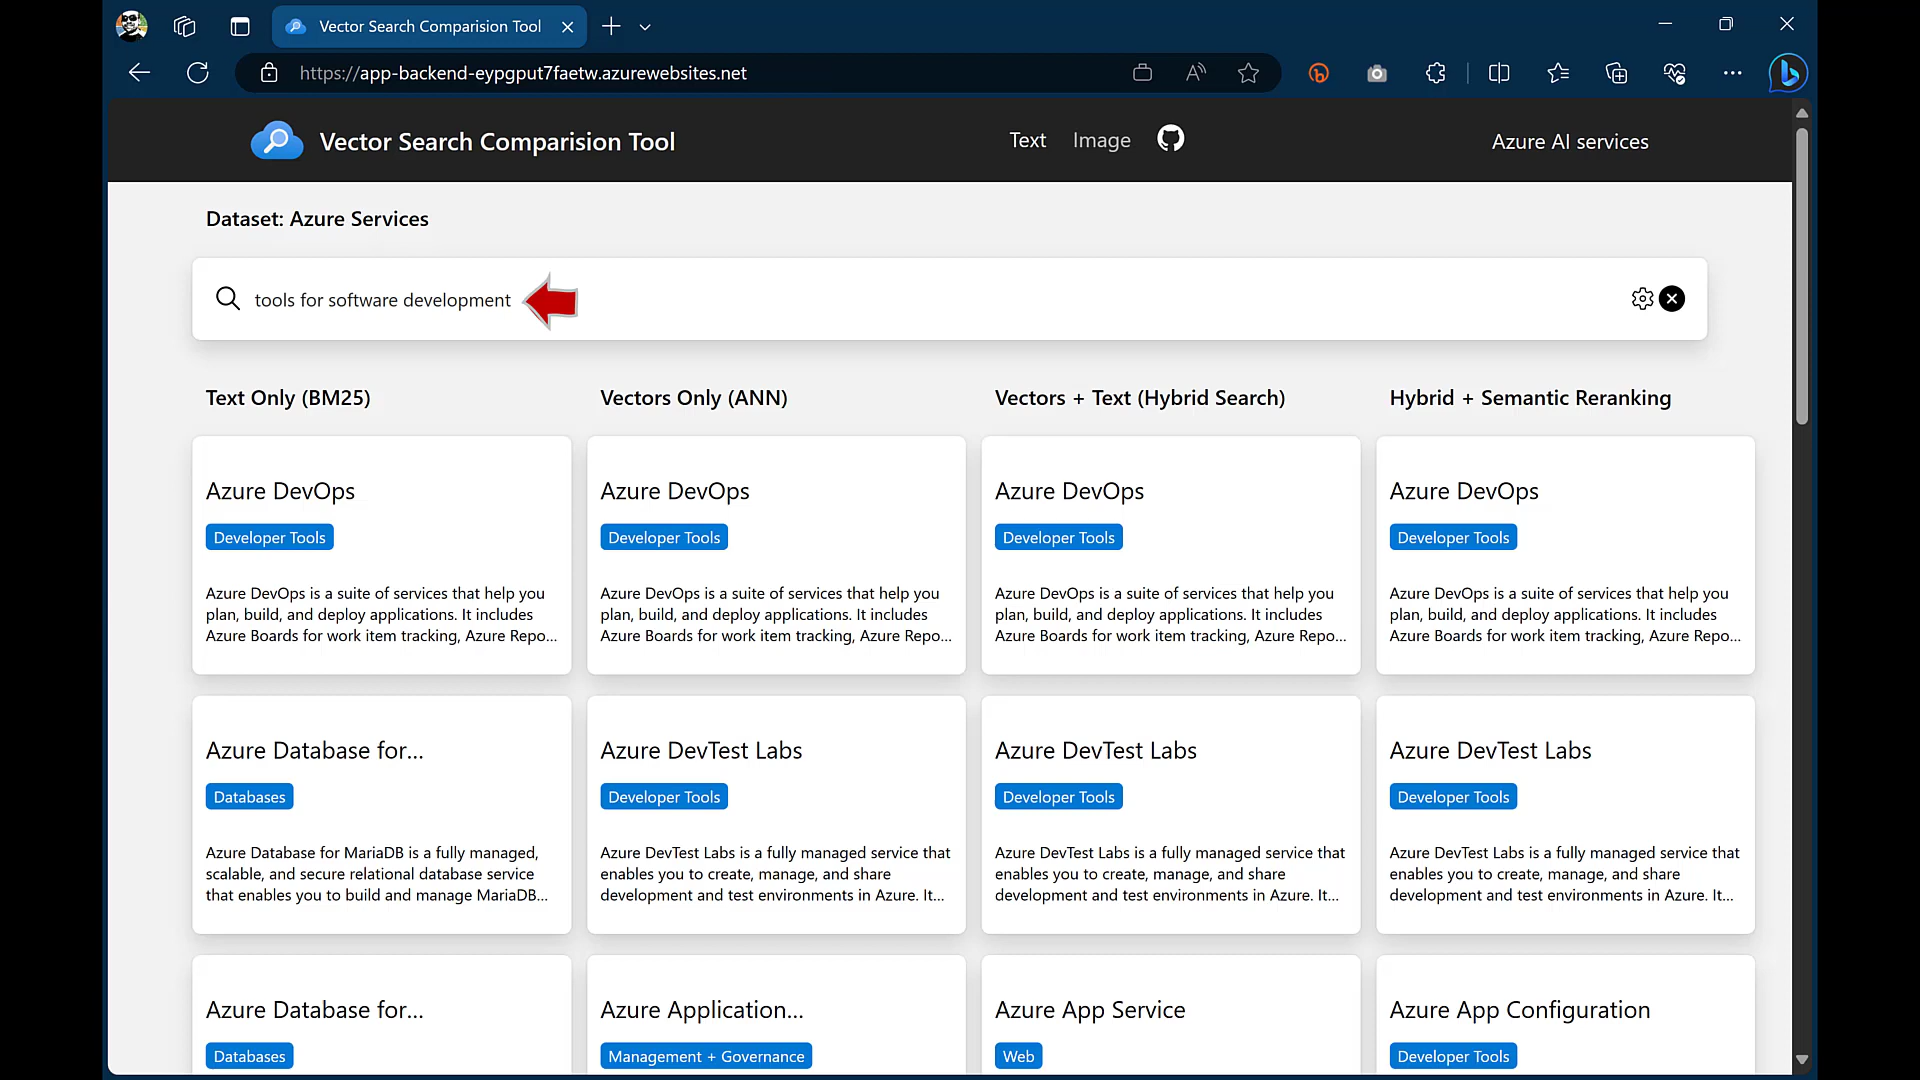 Vector Search Comparision Tool
https://app-backend-eypgput7faetw.azurewebsites.net
Vector Search Comparision Tool
Text
Image
Azure AI services
Dataset: Azure Services
tools for software development
Text Only (BM25)
Vectors Only (ANN)
Vectors + Text (Hybrid Search)
Hybrid + Semantic Reranking
Azure DevOps
Developer Tools
Azure DevOps is a suite of services that help you
plan, build, and deploy applications. It includes
Azure Boards for work item tracking, Azure Repo...
Azure DevOps
Developer Tools
Azure DevOps is a suite of services that help you
plan, build, and deploy applications. It includes
Azure Boards for work item tracking, Azure Repo...
Azure DevOps
Developer Tools
Azure DevOps is a suite of services that help you
plan, build, and deploy applications. It includes
Azure Boards for work item tracking, Azure Repo...
Azure DevOps
Developer Tools
Azure DevOps is a suite of services that help you
plan, build, and deploy applications. It includes
Azure Boards for work item tracking, Azure Repo...
Azure Database for...
Databases
Azure Database for MariaDB is a fully managed,
scalable, and secure relational database service
that enables you to build and manage MariaDB...
Azure DevTest Labs
Developer Tools
Azure DevTest Labs is a fully managed service that
enables you to create, manage, and share
development and test environments in Azure. It...
Azure DevTest Labs
Developer Tools
Azure DevTest Labs is a fully managed service that
enables you to create, manage, and share
development and test environments in Azure. It...
Azure DevTest Labs
Developer Tools
Azure DevTest Labs is a fully managed service that
enables you to create, manage, and share
development and test environments in Azure. It...
Azure Database for...
Databases
Azure Application...
Management + Governance
Azure App Service
Web
Azure App Configuration
Developer Tools